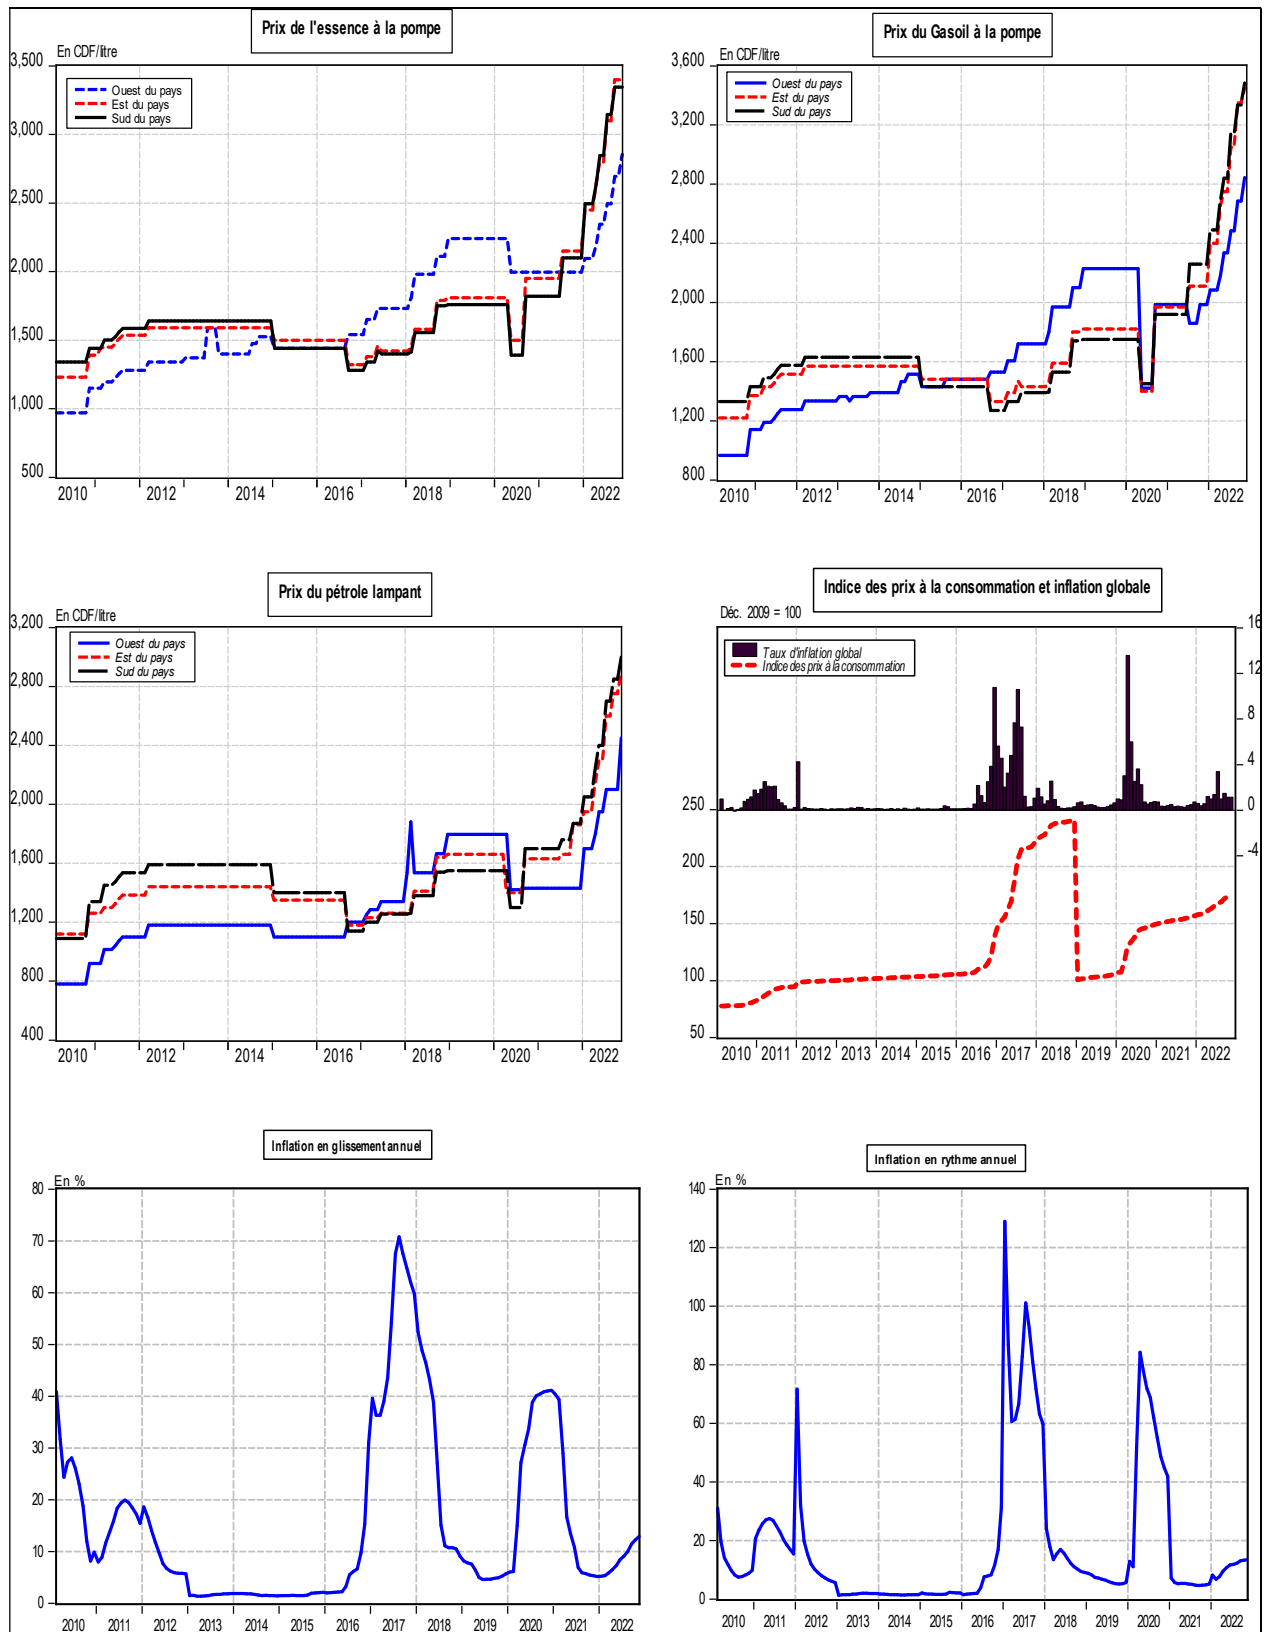 Prix de l'essence à la pompe
En CDF/litre
3,500
3,000
2,500
2,000
1,500
1,000
500
Ouest du pays
Est du pays
Sud du pays
2010 2012 2014 2016 2018 2020 2022
Prix du Gasoil à la pompe
En CDF/litre
3,600
3,200
2,800
2,400
2,000
1,600
1,200
800
Ouest du pays
Est du pays
Sud du pays
2010 2012 2014 2016 2018 2020 2022
Prix du pétrole lampant
En CDF/litre
3,200
2,800
2,400
2,000
1,600
1,200
800
400
Ouest du pays
Est du pays
Sud du pays
2010 2012 2014 2016 2018 2020 2022
Indice des prix à la consommation et inflation globale
Déc. 2009 = 100
Taux d'inflation global
Indice des prix à la consommation
16
12
8
4
0
-4
250
200
150
100
50
2010 2011 2012 2013 2014 2015 2016 2017 2018 2019 2020 2021 2022
Inflation en glissement annuel
En %
80
70
60
50
40
30
20
10
0
2010 2011 2012 2013 2014 2015 2016 2017 2018 2019 2020 2021 2022
Inflation en rythme annuel
En %
140
120
100
80
60
40
20
0
2010 2011 2012 2013 2014 2015 2016 2017 2018 2019 2020 2021 2022